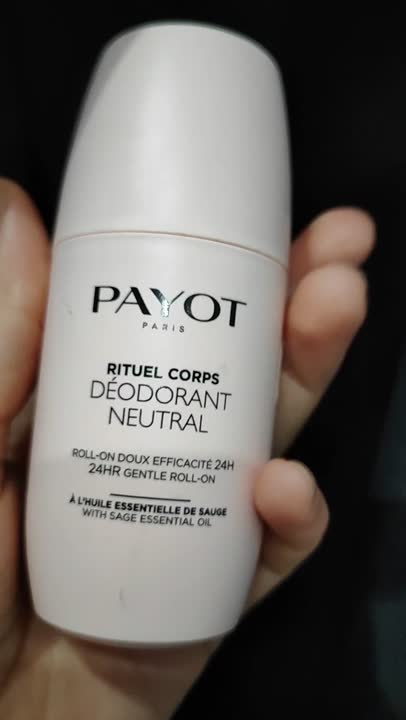 PAYOT
PARIS
RITUEL CORPS
DÉODORANT
NEUTRAL
ROLL-ON DOUX EFFICACITÉ 24H
24HR GENTLE ROLL-ON
À L'HUILE ESSENTIELLE DE SAUGE
WITH SAGE ESSENTIAL OIL